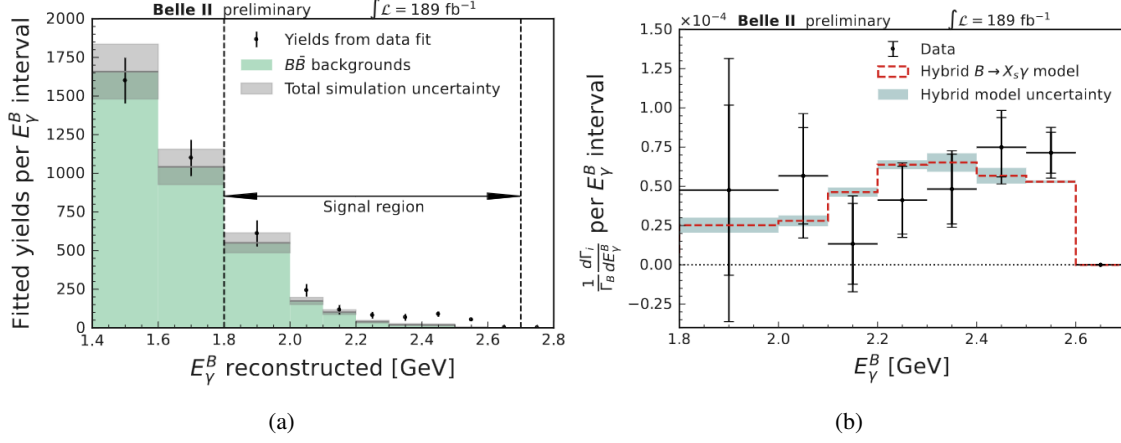 Belle II preliminary ∫ℒ = 189 fb⁻¹
Fitted yields per E_γ^B interval
2000
1750
1500
1250
1000
750
500
250
0
Yields from data fit
BB̄ backgrounds
Total simulation uncertainty
Signal region
1.4 1.6 1.8 2.0 2.2 2.4 2.6 2.8
E_γ^B reconstructed [GeV]
(a)
×10⁻⁴ Belle II preliminary ∫ℒ = 189 fb⁻¹
1/Γ_B dΓ_i/dE_γ^B per E_γ^B interval
1.50
1.25
1.00
0.75
0.50
0.25
0.00
−0.25
Data
Hybrid B → X_sγ model
Hybrid model uncertainty
1.8 2.0 2.2 2.4 2.6
E_γ^B [GeV]
(b)